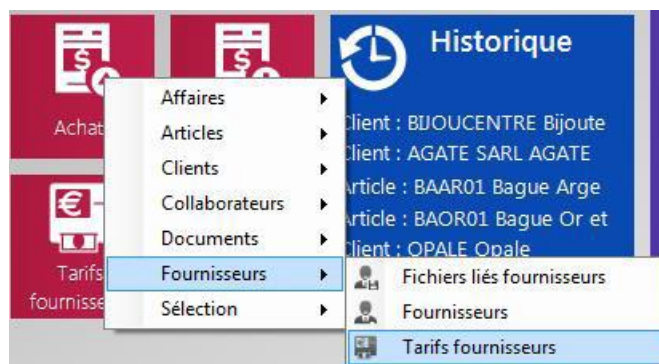 Historique
Achat
Client : BIJOUCENTRE Bijoute
Client : AGATE SARL AGATE
Article : BAAR01 Bague Arge
Article : BAOR01 Bague Or et
Client : OPALE Opale
Tarifs
fournisse
Affaires
Articles
Clients
Collaborateurs
Documents
Fournisseurs
Sélection
Fichiers liés fournisseurs
Fournisseurs
Tarifs fournisseurs